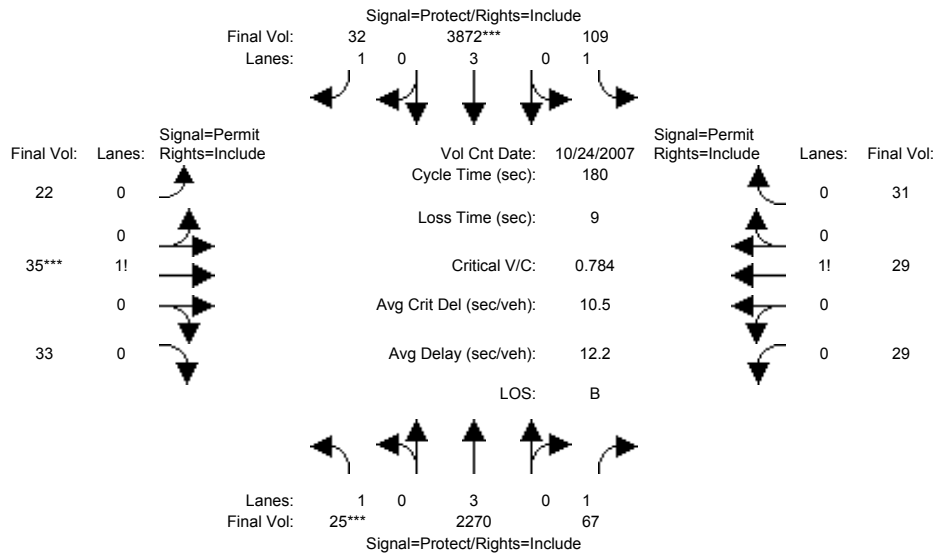 Signal=Protect/Rights=Include
Final Vol: 32 3872*** 109
Lanes: 1 0 3 0 1
Signal=Permit Signal=Permit
Final Vol: Lanes: Rights=Include Vol Cnt Date: 10/24/2007 Rights=Include Lanes: Final Vol:
Cycle Time (sec): 180
22 0 0 31
Loss Time (sec): 9
0 0
35*** 1! Critical V/C: 0.784 1! 29
0 Avg Crit Del (sec/veh): 10.5 0
33 0 Avg Delay (sec/veh): 12.2 0 29
LOS: B
Lanes: 1 0 3 0 1
Final Vol: 25*** 2270 67
Signal=Protect/Rights=Include